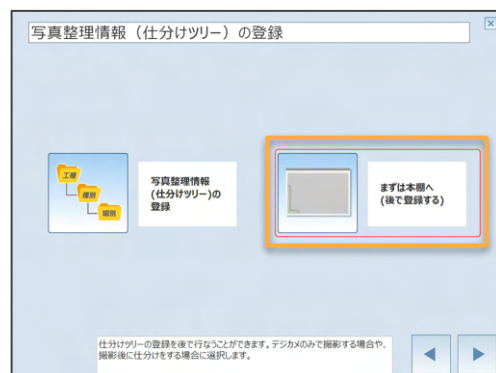 写真整理情報（仕分けツリー）の登録
工種
種別
細別
写真整理情報
(仕分けツリー)の
登録
まずは本棚へ
(後で登録する)
仕分けツリーの登録を後で行なうことができます。デジカメのみで撮影する場合や、
撮影後に仕分けをする場合に選択します。